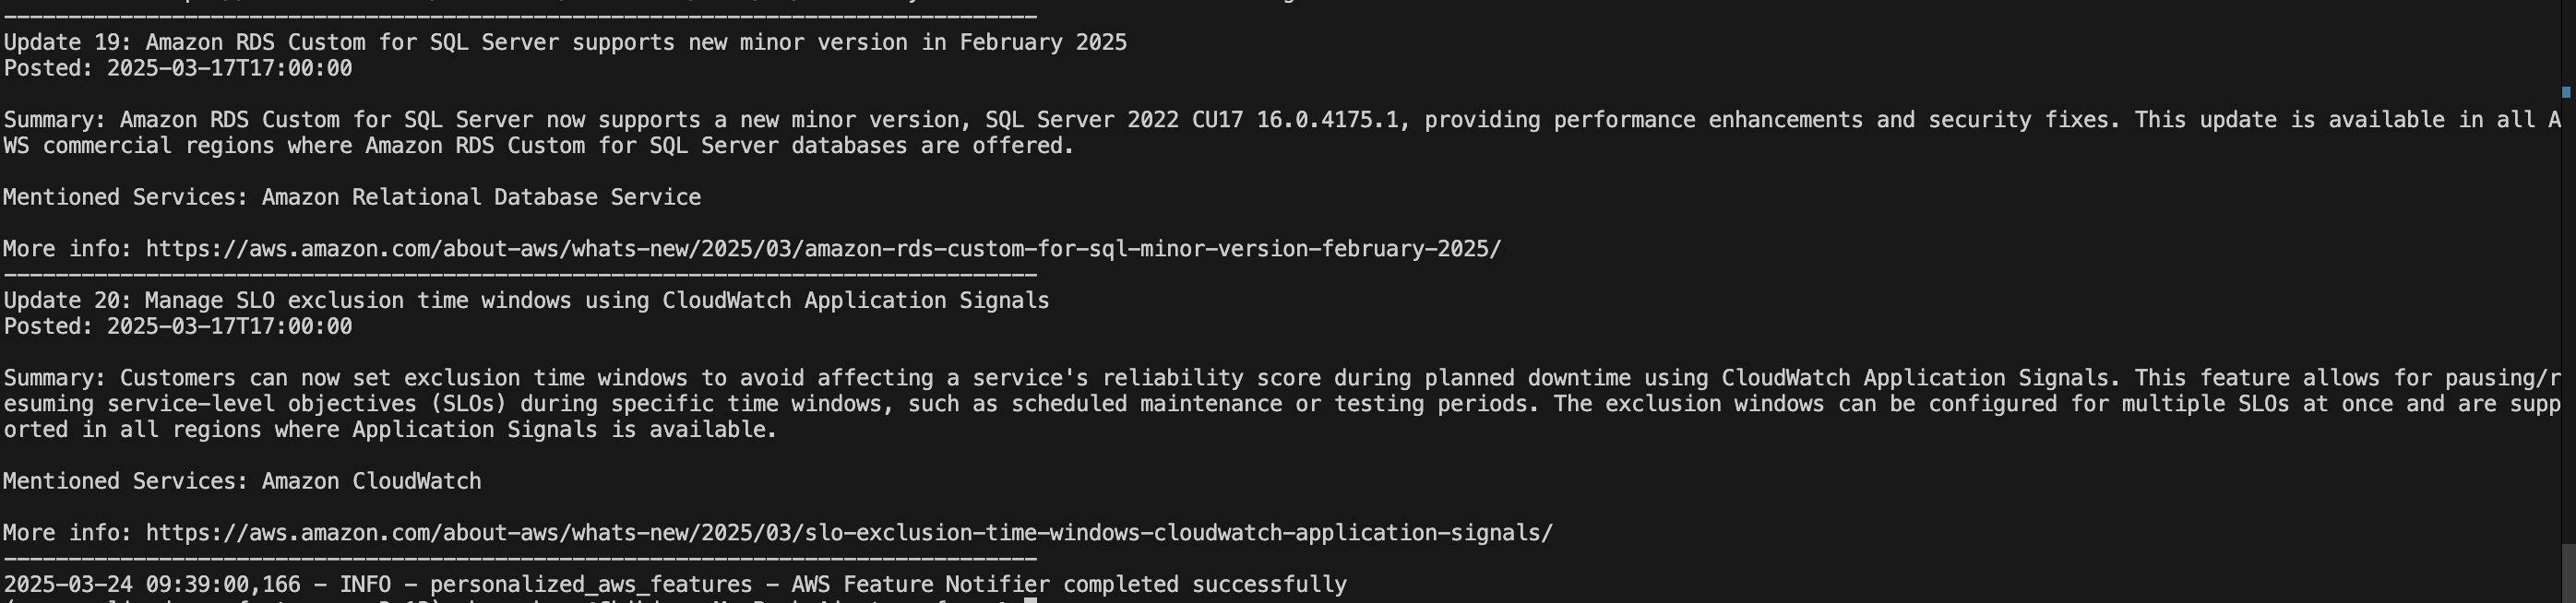 --------------------------------------------------------------------------------
Update 19: Amazon RDS Custom for SQL Server supports new minor version in February 2025
Posted: 2025-03-17T17:00:00
Summary: Amazon RDS Custom for SQL Server now supports a new minor version, SQL Server 2022 CU17 16.0.4175.1, providing performance enhancements and security fixes. This update is available in all A
WS commercial regions where Amazon RDS Custom for SQL Server databases are offered.
Mentioned Services: Amazon Relational Database Service
More info: https://aws.amazon.com/about-aws/whats-new/2025/03/amazon-rds-custom-for-sql-minor-version-february-2025/
--------------------------------------------------------------------------------
Update 20: Manage SLO exclusion time windows using CloudWatch Application Signals
Posted: 2025-03-17T17:00:00
Summary: Customers can now set exclusion time windows to avoid affecting a service's reliability score during planned downtime using CloudWatch Application Signals. This feature allows for pausing/r
esuming service-level objectives (SLOs) during specific time windows, such as scheduled maintenance or testing periods. The exclusion windows can be configured for multiple SLOs at once and are supp
orted in all regions where Application Signals is available.
Mentioned Services: Amazon CloudWatch
More info: https://aws.amazon.com/about-aws/whats-new/2025/03/slo-exclusion-time-windows-cloudwatch-application-signals/
--------------------------------------------------------------------------------
2025-03-24 09:39:00,166 - INFO - personalized_aws_features - AWS Feature Notifier completed successfully